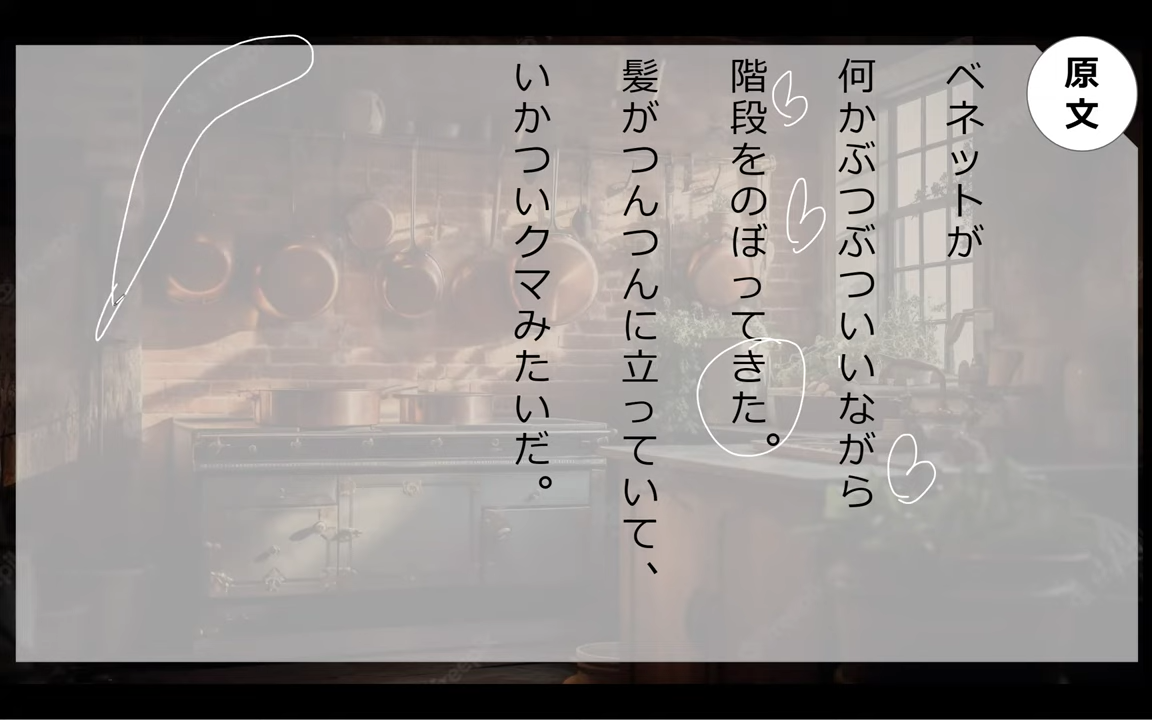 原文
ベネットが
何かぶつぶついいながら
階段をのぼってきた。
髪がつんつんに立っていて、
いかついクマみたいだ。